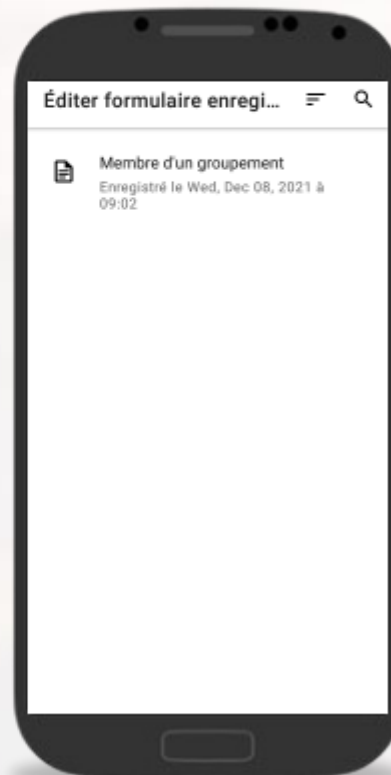 Éditer formulaire enregi...
Membre d'un groupement
Enregistré le Wed, Dec 08, 2021 à
09:02